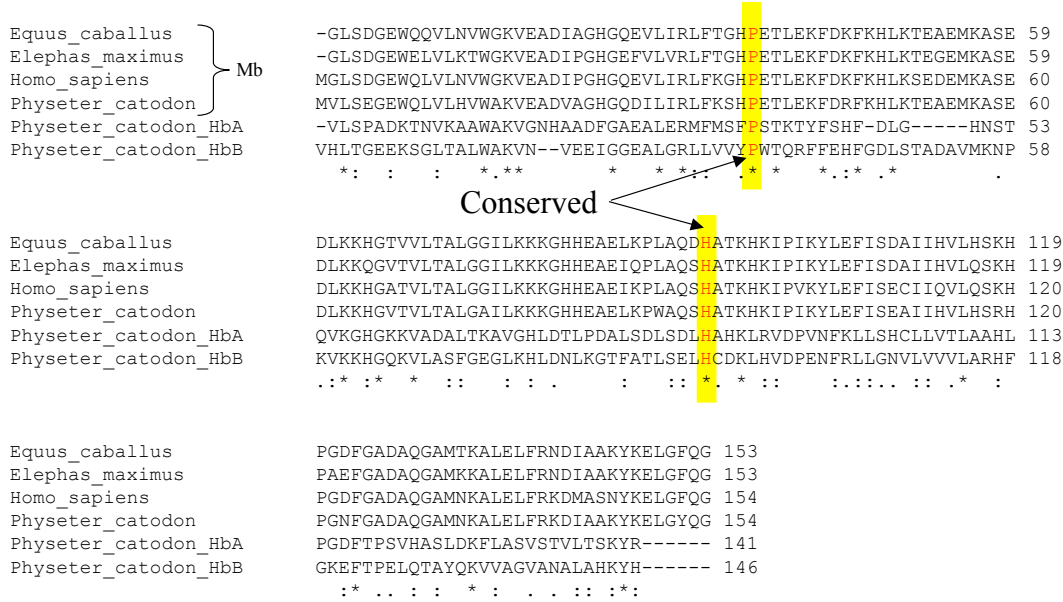 Equus_caballus -GLSDGEWQQVLNVWGKVEADIAGHGQEVLIRLFTGHPETLEKFDKFKHLKTEAEMKASE 59
Elephas_maximus -GLSDGEWELVLKTWGKVEADIPGHGEFVLVRLFTGHPETLEKFDKFKHLKTEGEMKASE 59
Homo_sapiens MGLSDGEWQLVLNVWGKVEADIPGHGQEVLIRLFKGHPETLEKFDKFKHLKSEDEMKASE 60
Physeter_catodon MVLSEGEWQLVLHVWAKVEADVAGHGQDILIRLFKSHPETLEKFDRFKHLKTEAEMKASE 60
Physeter_catodon_HbA -VLSPADKTNVKAAWAKVGNHAADFGAEALERMFMSFPSTKTYFSHF-DLG-----HNST 53
Physeter_catodon_HbB VHLTGEEKSGLTALWAKVN--VEEIGGEALGRLLVVYPWTQRFFEHFGDLSTADAVMKNP 58
*: : : *.** * * *:: .* * *.:* .* .
Mb
Conserved
Equus_caballus DLKKHGTVVLTALGGILKKKGHHEAELKPLAQDHATKHKIPIKYLEFISDAIIHVLHSKH 119
Elephas_maximus DLKKQGVTVLTALGGILKKKGHHEAEIQPLAQSHATKHKIPIKYLEFISDAIIHVLQSKH 119
Homo_sapiens DLKKHGATVLTALGGILKKKGHHEAEIKPLAQSHATKHKIPVKYLEFISECIIQVLQSKH 120
Physeter_catodon DLKKHGVTVLTALGAILKKKGHHEAELKPWAQSHATKHKIPIKYLEFISEAIIHVLHSRH 120
Physeter_catodon_HbA QVKGHGKKVADALTKAVGHLDTLPDALSDLSDLHAHKLRVDPVNFKLLSHCLLVTLAAHL 113
Physeter_catodon_HbB KVKKHGQKVLASFGEGLKHLDNLKGTFATLSELHCDKLHVDPENFRLLGNVLVVVLARHF 118
.:* :* * :: : : . : :: *. * :: :.::.. :: .* :
Equus_caballus PGDFGADAQGAMTKALELFRNDIAAKYKELGFQG 153
Elephas_maximus PAEFGADAQGAMKKALELFRNDIAAKYKELGFQG 153
Homo_sapiens PGDFGADAQGAMNKALELFRKDMASNYKELGFQG 154
Physeter_catodon PGNFGADAQGAMNKALELFRKDIAAKYKELGYQG 154
Physeter_catodon_HbA PGDFTPSVHASLDKFLASVSTVLTSKYR------ 141
Physeter_catodon_HbB GKEFTPELQTAYQKVVAGVANALAHKYH------ 146
:* .. : : * : . . :: :*: